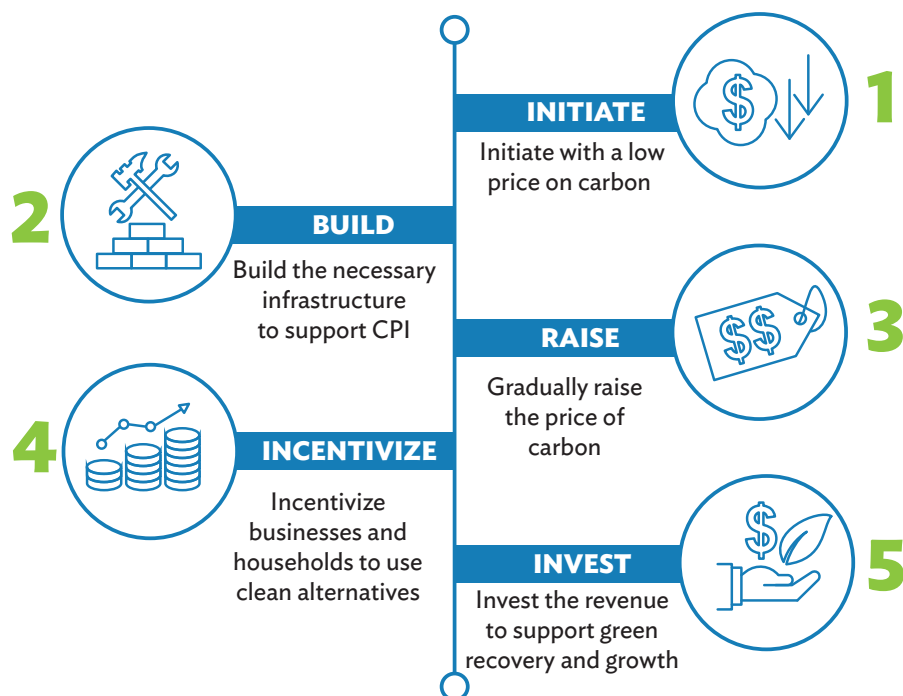 1
INITIATE
Initiate with a low
price on carbon
2
BUILD
Build the necessary
infrastructure
to support CPI
3
RAISE
Gradually raise
the price of
carbon
4
INCENTIVIZE
Incentivize
businesses and
households to use
clean alternatives
5
INVEST
Invest the revenue
to support green
recovery and growth
$
$$
$